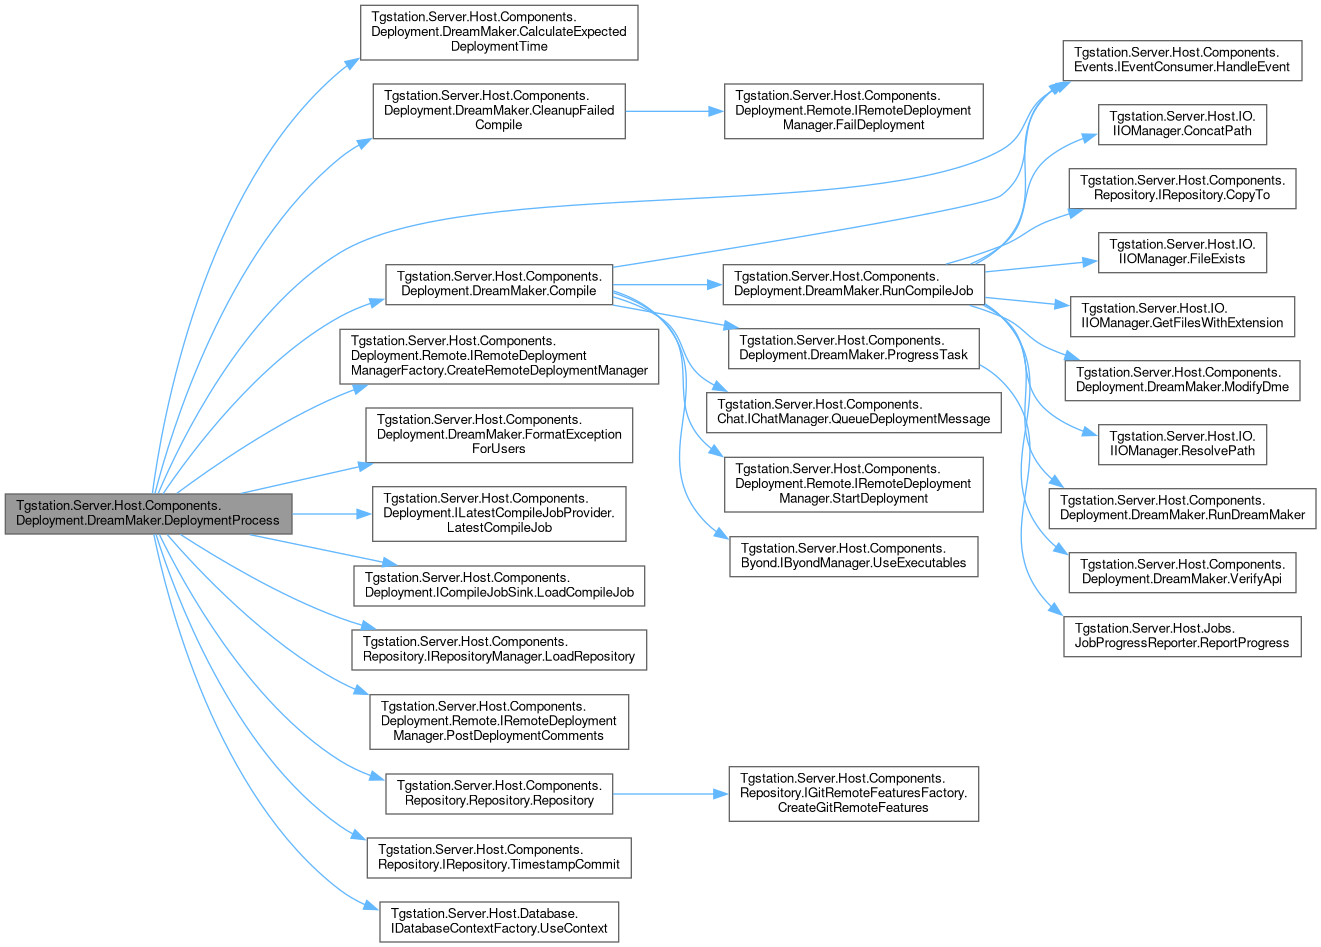 Tgstation.Server.Host.Components.
Deployment.DreamMaker.DeploymentProcess
Tgstation.Server.Host.Components.
Deployment.DreamMaker.CalculateExpected
DeploymentTime
Tgstation.Server.Host.Components.
Deployment.DreamMaker.CleanupFailed
Compile
Tgstation.Server.Host.Components.
Deployment.DreamMaker.Compile
Tgstation.Server.Host.Components.
Deployment.Remote.IRemoteDeployment
ManagerFactory.CreateRemoteDeploymentManager
Tgstation.Server.Host.Components.
Deployment.DreamMaker.FormatException
ForUsers
Tgstation.Server.Host.Components.
Deployment.ILatestCompileJobProvider.
LatestCompileJob
Tgstation.Server.Host.Components.
Deployment.ICompileJobSink.LoadCompileJob
Tgstation.Server.Host.Components.
Repository.IRepositoryManager.LoadRepository
Tgstation.Server.Host.Components.
Deployment.Remote.IRemoteDeployment
Manager.PostDeploymentComments
Tgstation.Server.Host.Components.
Repository.Repository.Repository
Tgstation.Server.Host.Components.
Repository.IRepository.TimestampCommit
Tgstation.Server.Host.Database.
IDatabaseContextFactory.UseContext
Tgstation.Server.Host.Components.
Deployment.Remote.IRemoteDeployment
Manager.FailDeployment
Tgstation.Server.Host.Components.
Deployment.DreamMaker.RunCompileJob
Tgstation.Server.Host.Components.
Deployment.DreamMaker.ProgressTask
Tgstation.Server.Host.Components.
Chat.IChatManager.QueueDeploymentMessage
Tgstation.Server.Host.Components.
Deployment.Remote.IRemoteDeployment
Manager.StartDeployment
Tgstation.Server.Host.Components.
Byond.IByondManager.UseExecutables
Tgstation.Server.Host.Components.
Repository.IGitRemoteFeaturesFactory.
CreateGitRemoteFeatures
Tgstation.Server.Host.Components.
Events.IEventConsumer.HandleEvent
Tgstation.Server.Host.IO.
IIOManager.ConcatPath
Tgstation.Server.Host.Components.
Repository.IRepository.CopyTo
Tgstation.Server.Host.IO.
IIOManager.FileExists
Tgstation.Server.Host.IO.
IIOManager.GetFilesWithExtension
Tgstation.Server.Host.Components.
Deployment.DreamMaker.ModifyDme
Tgstation.Server.Host.IO.
IIOManager.ResolvePath
Tgstation.Server.Host.Components.
Deployment.DreamMaker.RunDreamMaker
Tgstation.Server.Host.Components.
Deployment.DreamMaker.VerifyApi
Tgstation.Server.Host.Jobs.
JobProgressReporter.ReportProgress